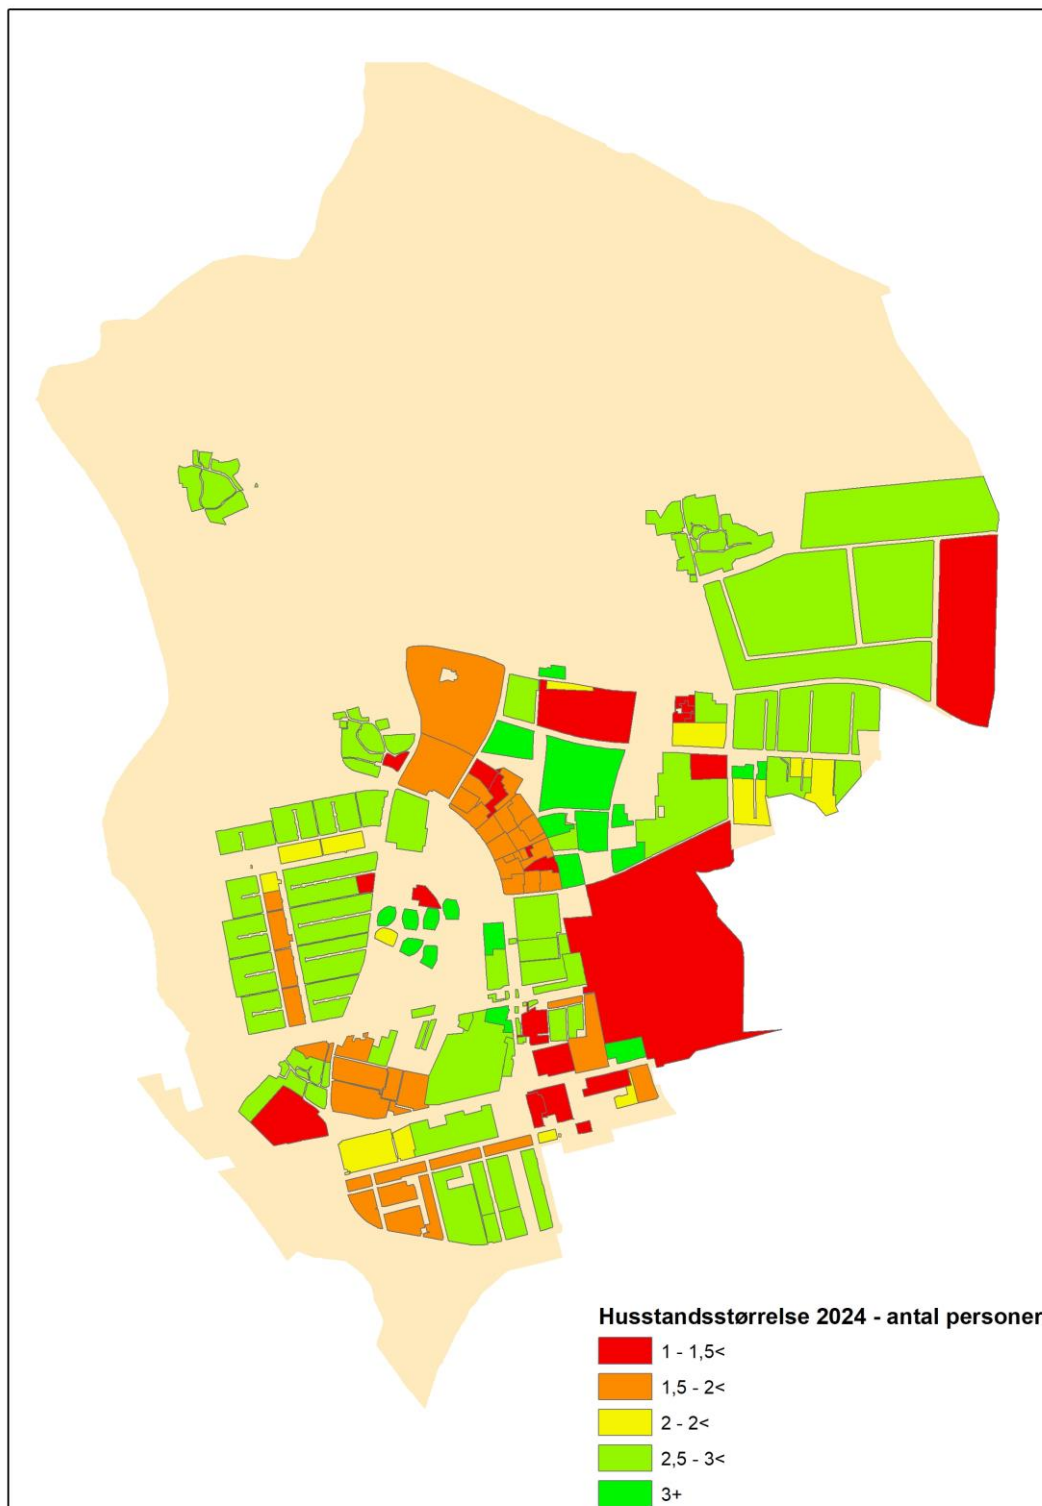 Husstandsstørrelse 2024 - antal personer
1 - 1,5<
1,5 - 2<
2 - 2<
2,5 - 3<
3+